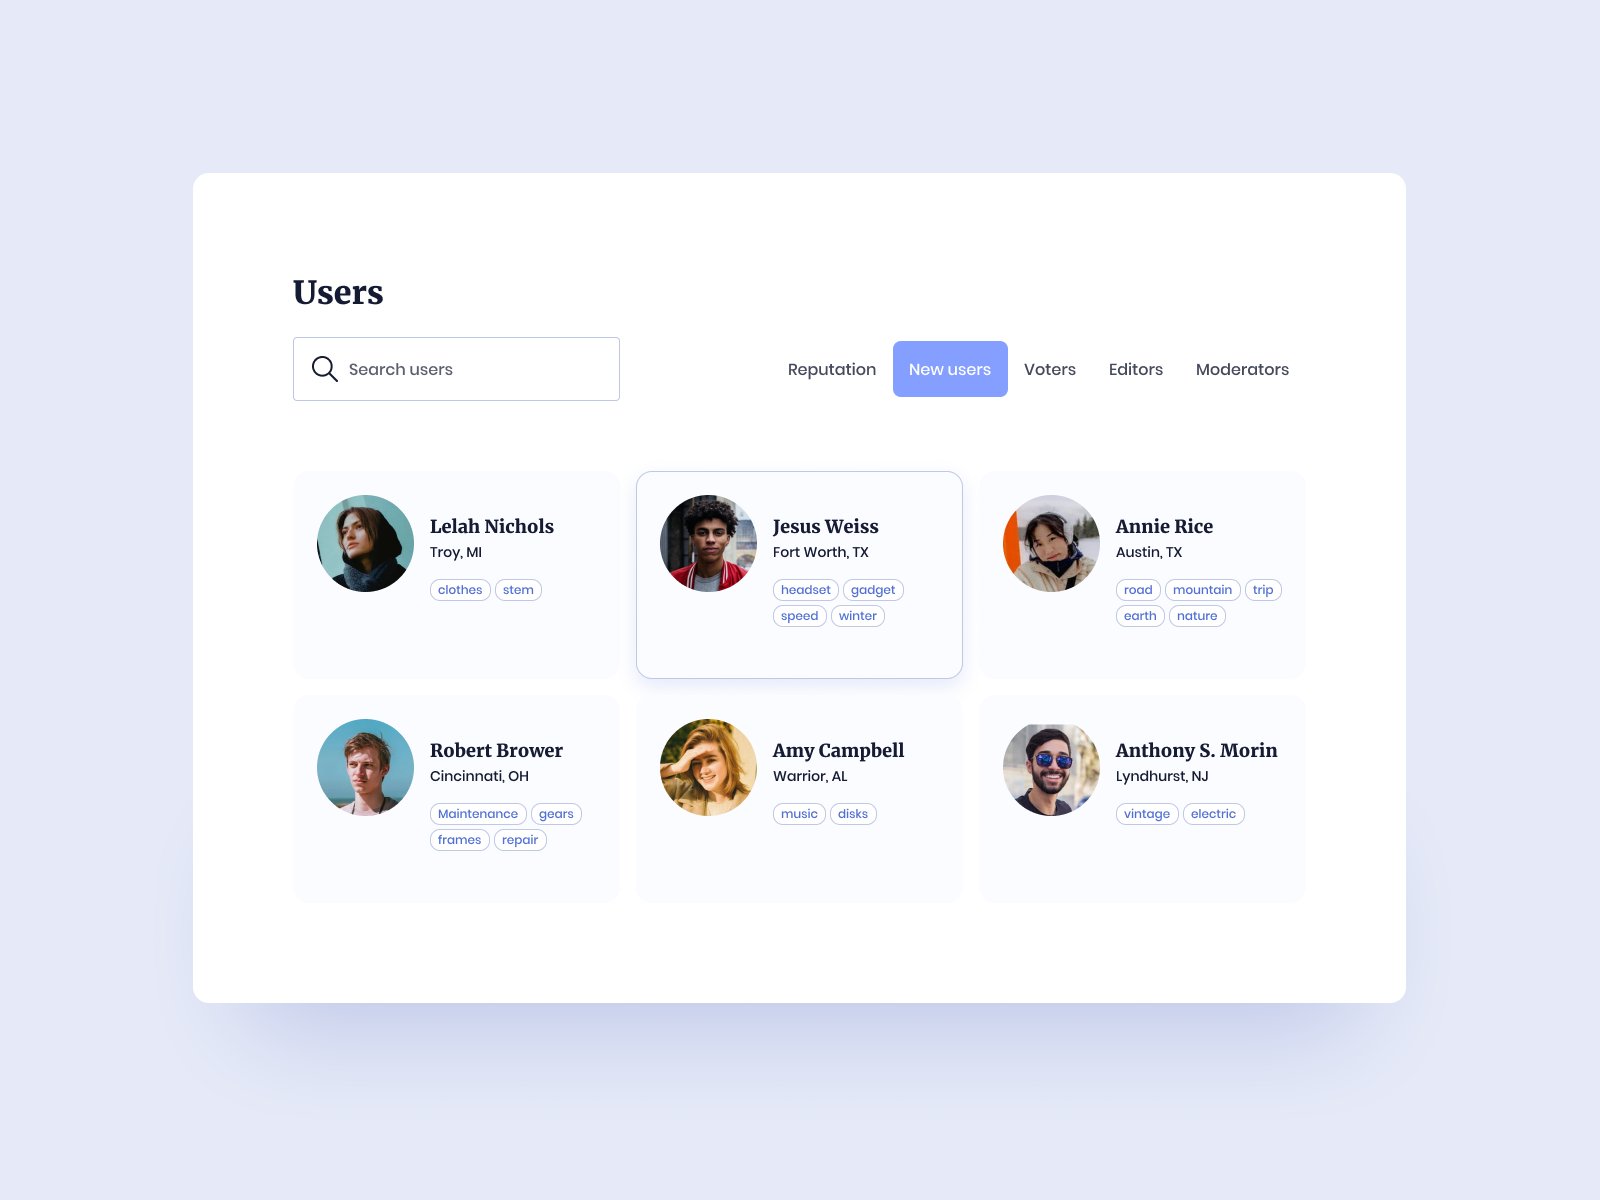 Users
Search users
Reputation New users Voters Editors Moderators
Lelah Nichols
Troy, MI
clothes stem
Jesus Weiss
Fort Worth, TX
headset gadget
speed winter
Annie Rice
Austin, TX
road mountain trip
earth nature
Robert Brower
Cincinnati, OH
Maintenance gears
frames repair
Amy Campbell
Warrior, AL
music disks
Anthony S. Morin
Lyndhurst, NJ
vintage electric